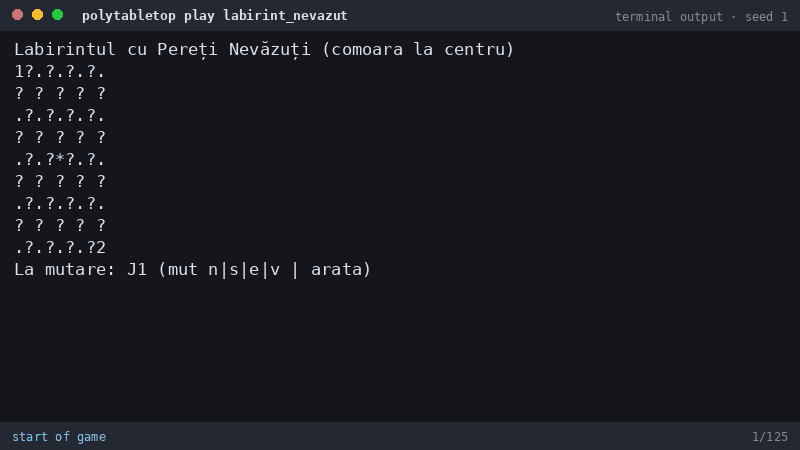 polytabletop play labirint_nevazut
terminal output · seed 1
Labirintul cu Pereți Nevăzuți (comoara la centru)
1?.?.?.?.
? ? ? ? ?
.?.?.?.?.
? ? ? ? ?
.?.?*?.?.
? ? ? ? ?
.?.?.?.?.
? ? ? ? ?
.?.?.?.?2
La mutare: J1 (mut n|s|e|v | arata)
start of game
1/125